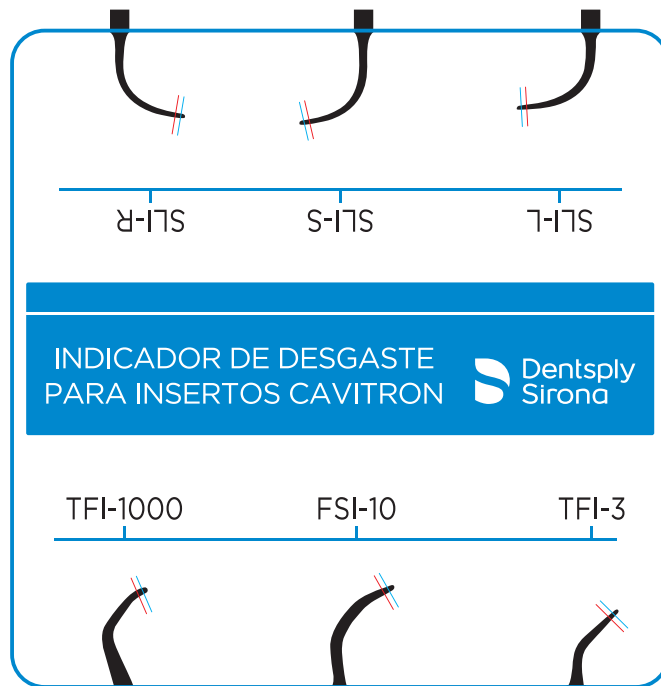 SLI-R SLI-S SLI-L
INDICADOR DE DESGASTE
PARA INSERTOS CAVITRON
Dentsply
Sirona
TFI-1000 FSI-10 TFI-3